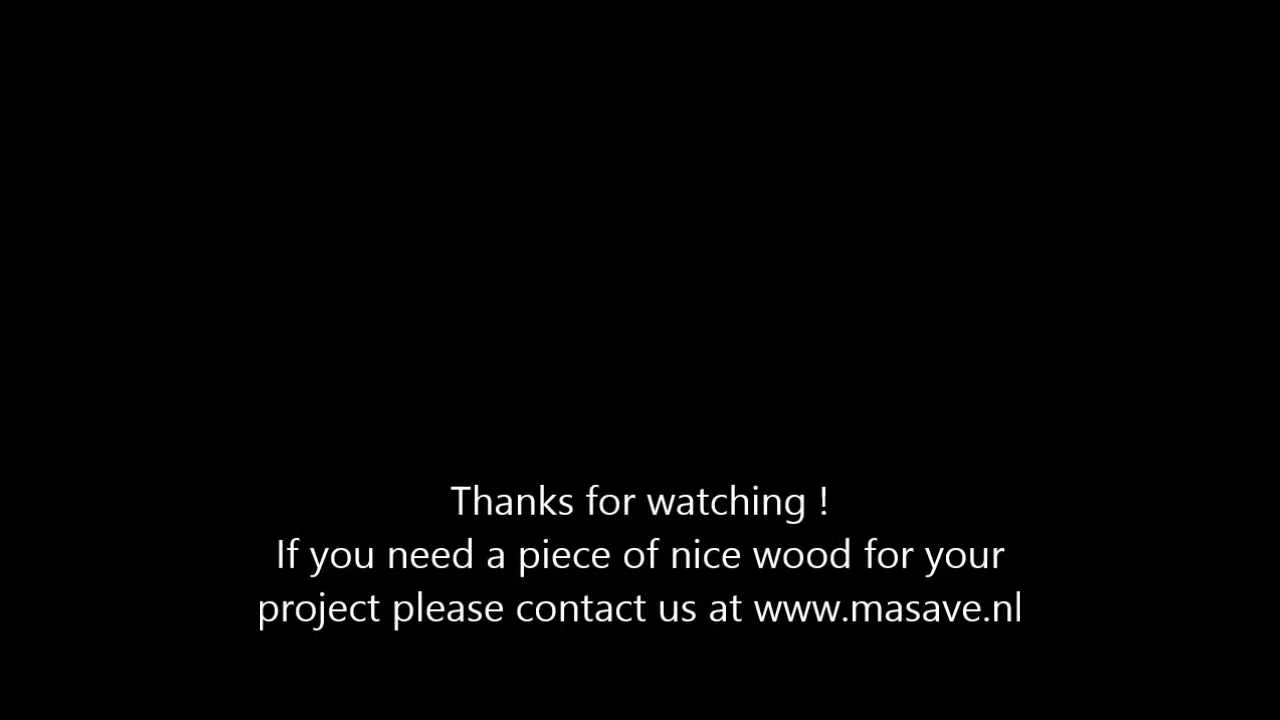 Thanks for watching !
If you need a piece of nice wood for your
project please contact us at www.masave.nl